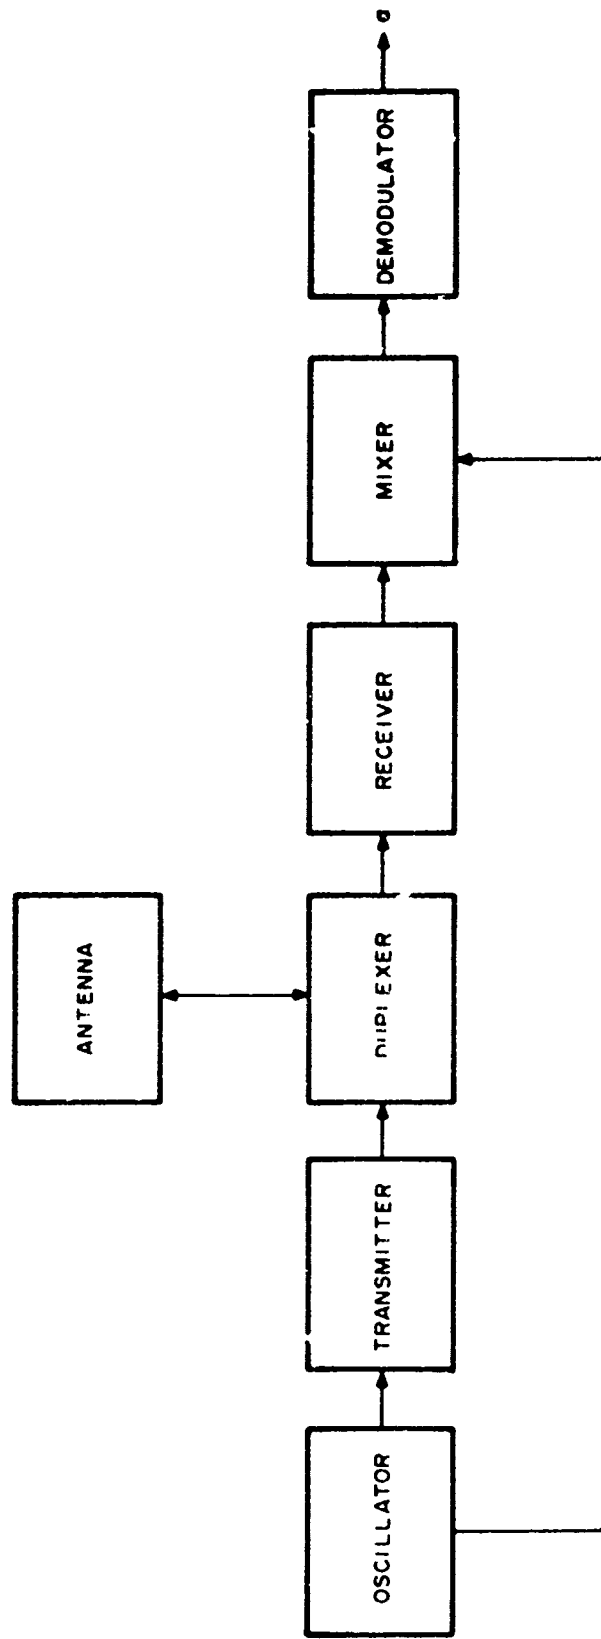 ANTENNA
OSCILLATOR
TRANSMITTER
DUPLEXER
RECEIVER
MIXER
DEMODULATOR
a